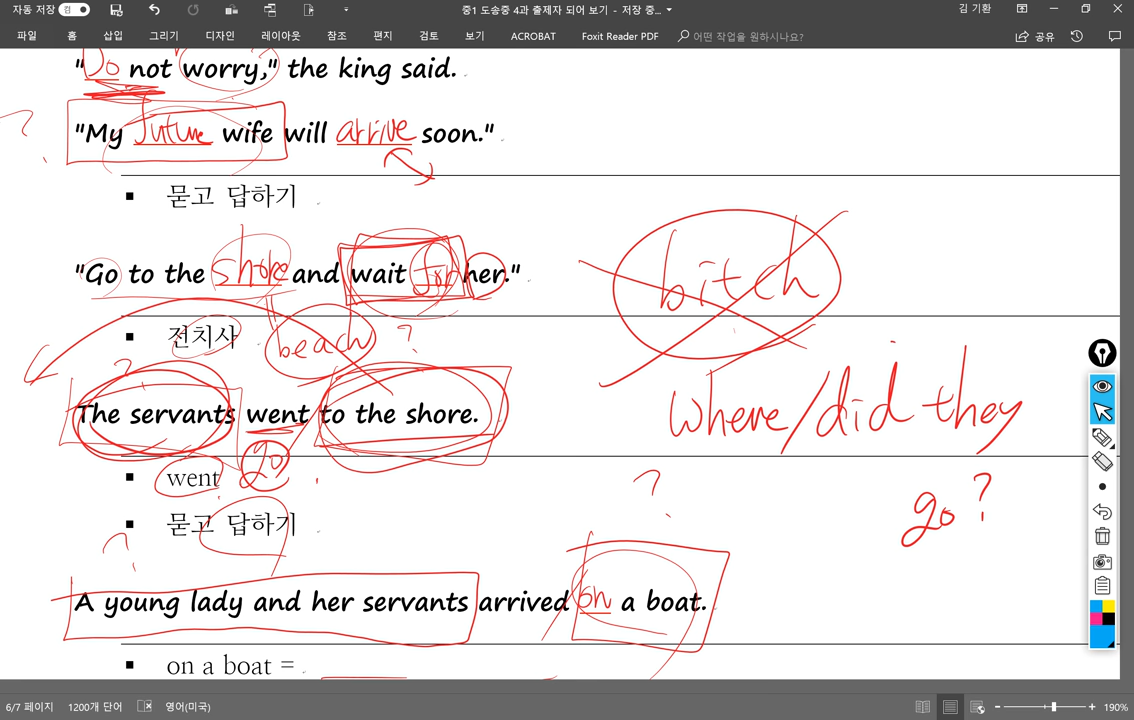 자동 저장 컴 중1 도송중 4과 출제자 되어 보기 - 저장 중... 김 기환
파일 홈 삽입 그리기 디자인 레이아웃 참조 편지 검토 보기 ACROBAT Foxit Reader PDF 어떤 작업을 원하시나요? 공유
"Do not worry," the king said.
?
"My future wife will arrive soon."
묻고 답하기
"Go to the shore and wait for her."
bitch
전치사
beach ?
?
The servants went to the shore.
where/did they
went go
?
go?
묻고 답하기
?
A young lady and her servants arrived on a boat.
on a boat =
6/7 페이지 1200개 단어 영어(미국) 190%